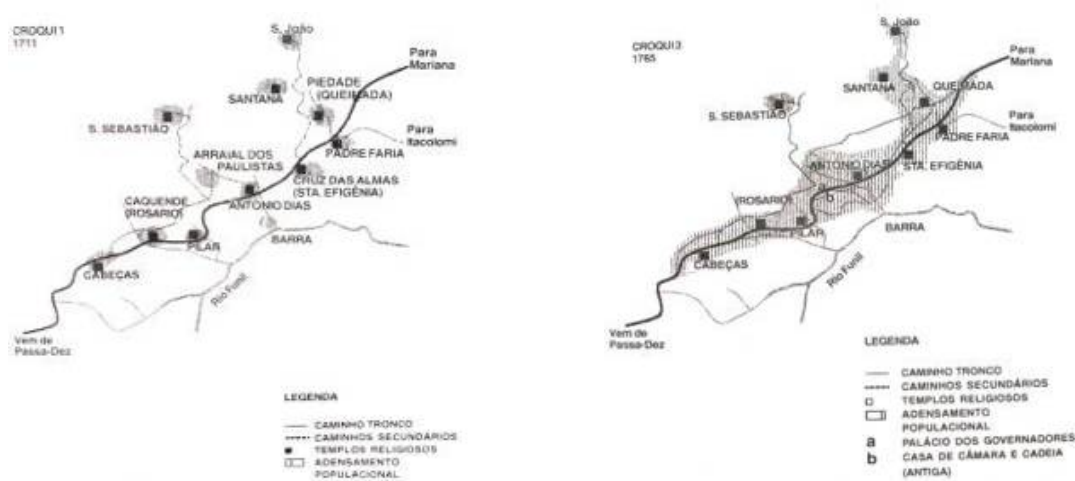 CROQUI 1
1711
S. João
Para
Mariana
SANTANA
PIEDADE
(QUEIMADA)
S. SEBASTIÃO
Para
Itacolomi
PADRE FARIA
ARRAIAL DOS
PAULISTAS
CRUZ DAS ALMAS
(STA. EFIGÊNIA)
CAQUENDE
(ROSARIO)
ANTONIO DIAS
PILAR
BARRA
CABEÇAS
Rio Funil
Vem de
Passa-Dez
LEGENDA
CAMINHO TRONCO
CAMINHOS SECUNDÁRIOS
TEMPLOS RELIGIOSOS
ADENSAMENTO
POPULACIONAL
CROQUI 3
1765
S. João
Para
Mariana
SANTANA
QUEIMADA
S. SEBASTIÃO
Para
Itacolomi
PADRE FARIA
ANTONIO DIAS
STA. EFIGÊNIA
b
(ROSARIO)
PILAR
BARRA
CABEÇAS
Rio Funil
Vem de
Passa-Dez
LEGENDA
CAMINHO TRONCO
CAMINHOS SECUNDÁRIOS
TEMPLOS RELIGIOSOS
ADENSAMENTO
POPULACIONAL
a PALÁCIO DOS GOVERNADORES
b CASA DE CÂMARA E CADEIA
(ANTIGA)